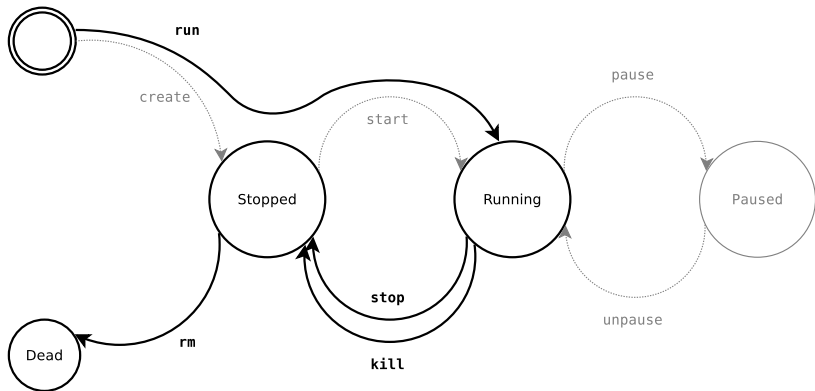 run
pause
create
start
Stopped
Running
Paused
stop
unpause
rm
Dead
kill